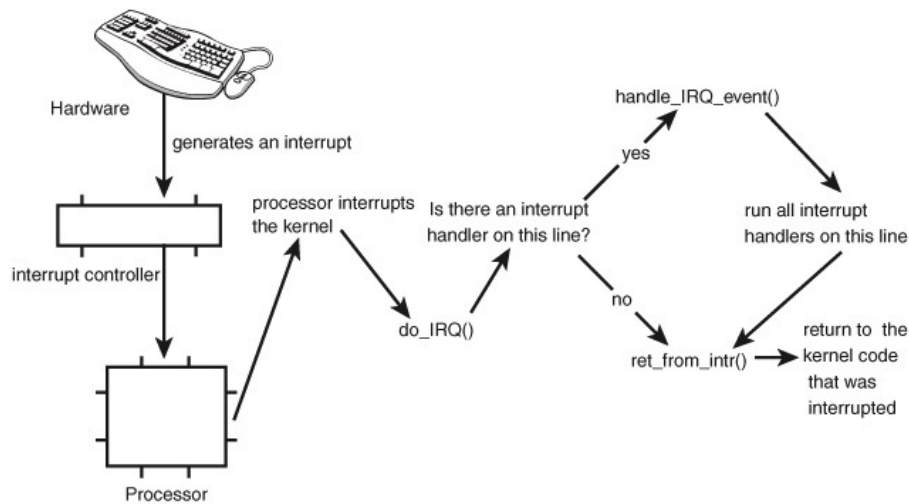 Hardware
generates an interrupt
interrupt controller
Processor
processor interrupts
the kernel
do_IRQ()
Is there an interrupt
handler on this line?
yes
no
handle_IRQ_event()
run all interrupt
handlers on this line
ret_from_intr()
return to the
kernel code
that was
interrupted